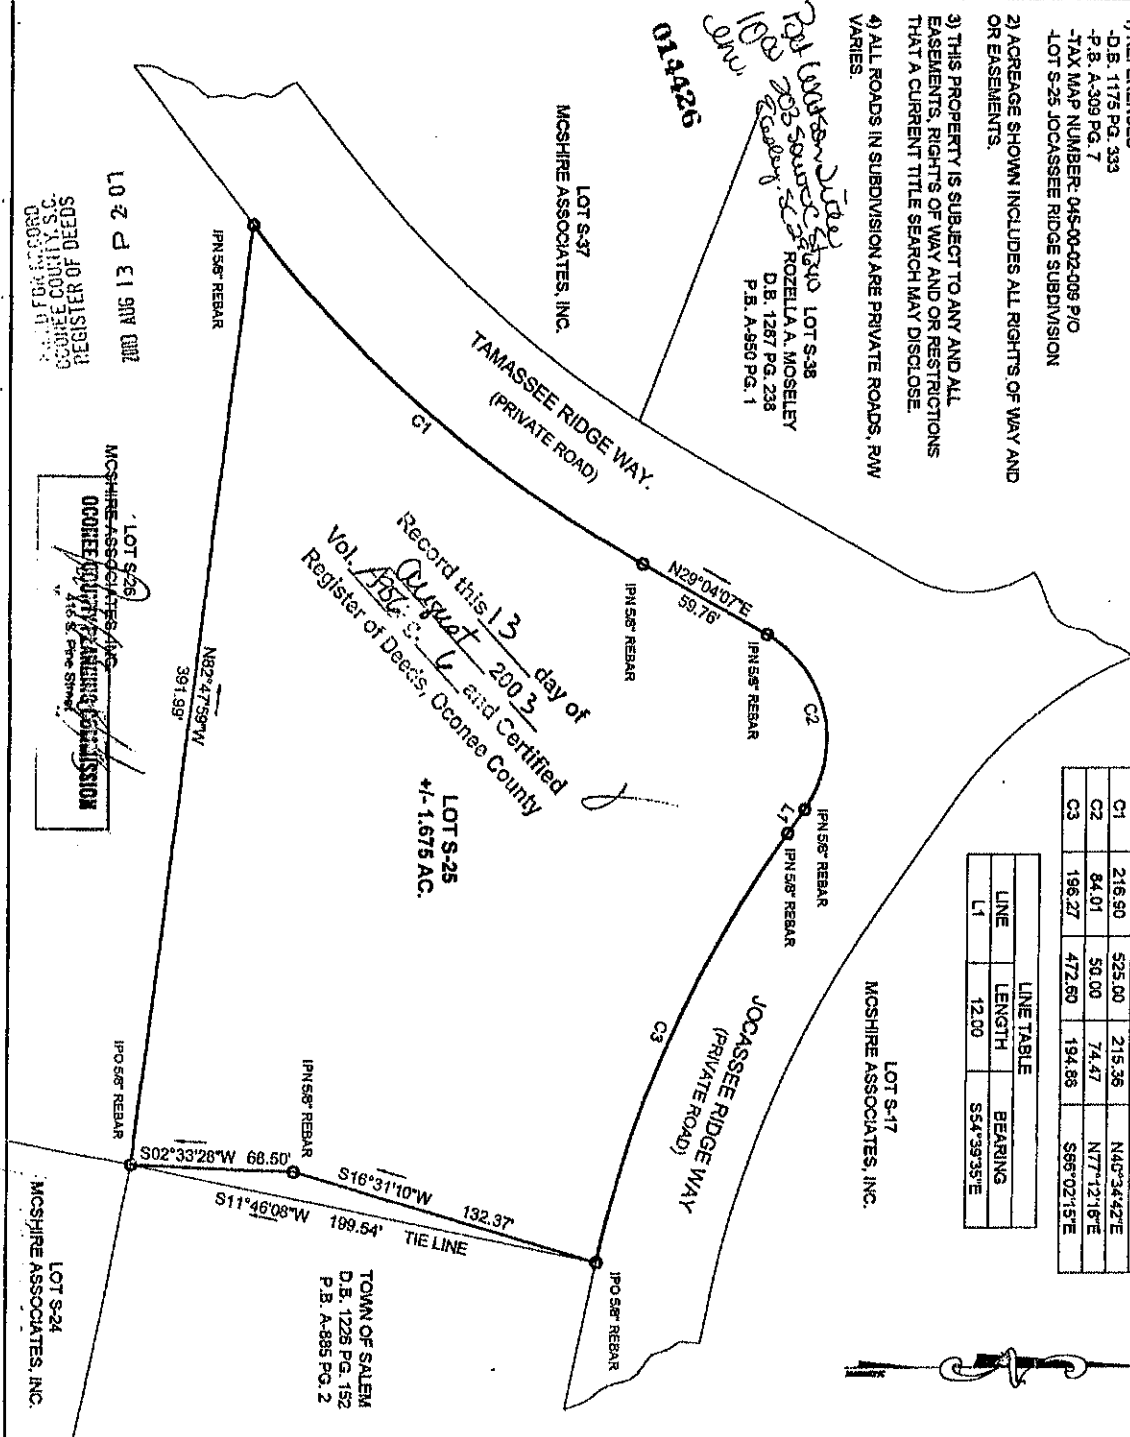 -D.B. 1175 PG. 333
-P.B. A-309 PG. 7
-TAX MAP NUMBER: 045-00-02-009 P/O
-LOT S-25 JOCASSEE RIDGE SUBDIVISION
2) ACREAGE SHOWN INCLUDES ALL RIGHTS OF WAY AND
OR EASEMENTS.
3) THIS PROPERTY IS SUBJECT TO ANY AND ALL
EASEMENTS, RIGHTS OF WAY AND OR RESTRICTIONS
THAT A CURRENT TITLE SEARCH MAY DISCLOSE.
4) ALL ROADS IN SUBDIVISION ARE PRIVATE ROADS, R/W
VARIES.
C1 216.90 525.00 215.36 N40°34'42"E
C2 84.01 50.00 74.47 N77°12'16"E
C3 196.27 472.60 194.86 S66°02'15"E
LINE TABLE
LINE LENGTH BEARING
L1 12.00 S54°39'35"E
014426
LOT S-38
ROZELLA A. MOSELEY
D.B. 1287 PG. 238
P.B. A-950 PG. 1
LOT S-37
MCSHIRE ASSOCIATES, INC.
TAMASSEE RIDGE WAY.
(PRIVATE ROAD)
LOT S-17
MCSHIRE ASSOCIATES, INC.
JOCASSEE RIDGE WAY
(PRIVATE ROAD)
IPN 5/8" REBAR
C1
IPN 5/8" REBAR
N29°04'07"E
59.76'
IPN 5/8" REBAR
C2
IPN 5/8" REBAR
IPN 5/8" REBAR
C3
IPO 5/8" REBAR
S16°31'10"W 132.37'
IPN 5/8" REBAR
S02°33'28"W 68.50'
S11°46'08"W 199.54' TIE LINE
IPO 5/8" REBAR
N82°47'59"W
391.99'
LOT S-25
+/- 1.675 AC.
Record this 13 day of
August 2003
Vol. and Certified
Register of Deeds, Oconee County
TOWN OF SALEM
D.B. 1226 PG. 152
P.B. A-885 PG. 2
LOT S-24
MCSHIRE ASSOCIATES, INC.
LOT S-26
MCSHIRE ASSOCIATES, INC.
OCONEE COUNTY PLANNING COMMISSION
415 S. Pine Street
2003 AUG 13 P 2:01
OCONEE COUNTY, S.C.
REGISTER OF DEEDS